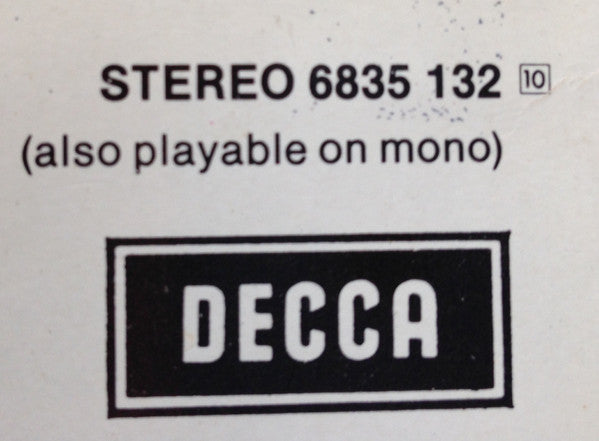 STEREO 6835 132 10
(also playable on mono)
DECCA